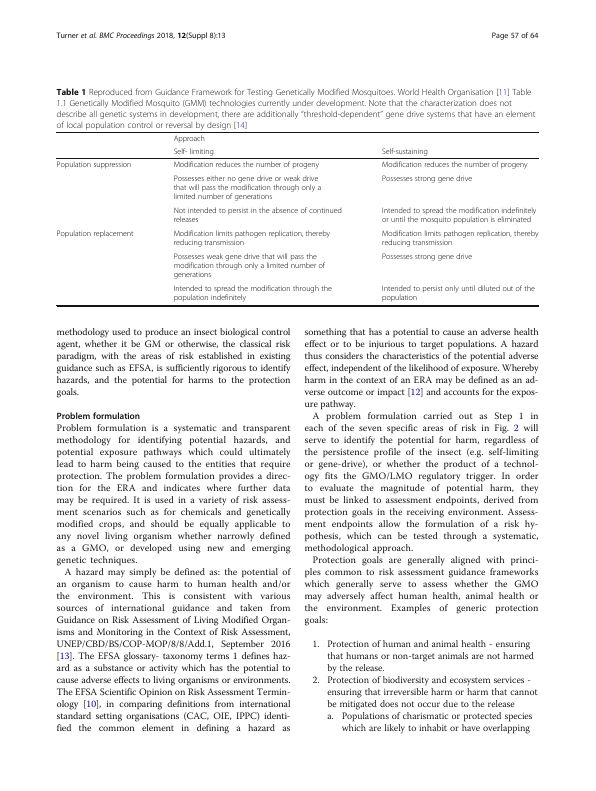 Turner et al. BMC Proceedings 2018, 12(Suppl 8):13
Page 57 of 64
Table 1 Reproduced from Guidance Framework for Testing Genetically Modified Mosquitoes. World Health Organisation [11] Table
1.1 Genetically Modified Mosquito (GMM) technologies currently under development. Note that the characterization does not
describe all genetic systems in development, there are additionally “threshold-dependent” gene drive systems that have an element
of local population control or reversal by design [14]
Approach
Self- limiting
Self-sustaining
Population suppression
Modification reduces the number of progeny
Modification reduces the number of progeny
Possesses either no gene drive or weak drive
that will pass the modification through only a
limited number of generations
Possesses strong gene drive
Not intended to persist in the absence of continued
releases
Intended to spread the modification indefinitely
or until the mosquito population is eliminated
Population replacement
Modification limits pathogen replication, thereby
reducing transmission
Modification limits pathogen replication, thereby
reducing transmission
Possesses weak gene drive that will pass the
modification through only a limited number of
generations
Possesses strong gene drive
Intended to spread the modification through the
population indefinitely
Intended to persist only until diluted out of the
population
methodology used to produce an insect biological control
agent, whether it be GM or otherwise, the classical risk
paradigm, with the areas of risk established in existing
guidance such as EFSA, is sufficiently rigorous to identify
hazards, and the potential for harms to the protection
goals.
Problem formulation
Problem formulation is a systematic and transparent
methodology for identifying potential hazards, and
potential exposure pathways which could ultimately
lead to harm being caused to the entities that require
protection. The problem formulation provides a direc-
tion for the ERA and indicates where further data
may be required. It is used in a variety of risk assess-
ment scenarios such as for chemicals and genetically
modified crops, and should be equally applicable to
any novel living organism whether narrowly defined
as a GMO, or developed using new and emerging
genetic techniques.
A hazard may simply be defined as: the potential of
an organism to cause harm to human health and/or
the environment. This is consistent with various
sources of international guidance and taken from
Guidance on Risk Assessment of Living Modified Organ-
isms and Monitoring in the Context of Risk Assessment,
UNEP/CBD/BS/COP-MOP/8/8/Add.1, September 2016
[13]. The EFSA glossary- taxonomy terms 1 defines haz-
ard as a substance or activity which has the potential to
cause adverse effects to living organisms or environments.
The EFSA Scientific Opinion on Risk Assessment Termin-
ology [10], in comparing definitions from international
standard setting organisations (CAC, OIE, IPPC) identi-
fied the common element in defining a hazard as
something that has a potential to cause an adverse health
effect or to be injurious to target populations. A hazard
thus considers the characteristics of the potential adverse
effect, independent of the likelihood of exposure. Whereby
harm in the context of an ERA may be defined as an ad-
verse outcome or impact [12] and accounts for the expos-
ure pathway.
A problem formulation carried out as Step 1 in
each of the seven specific areas of risk in Fig. 2 will
serve to identify the potential for harm, regardless of
the persistence profile of the insect (e.g. self-limiting
or gene-drive), or whether the product of a technol-
ogy fits the GMO/LMO regulatory trigger. In order
to evaluate the magnitude of potential harm, they
must be linked to assessment endpoints, derived from
protection goals in the receiving environment. Assess-
ment endpoints allow the formulation of a risk hy-
pothesis, which can be tested through a systematic,
methodological approach.
Protection goals are generally aligned with princi-
ples common to risk assessment guidance frameworks
which generally serve to assess whether the GMO
may adversely affect human health, animal health or
the environment. Examples of generic protection
goals:
1. Protection of human and animal health - ensuring
that humans or non-target animals are not harmed
by the release.
2. Protection of biodiversity and ecosystem services -
ensuring that irreversible harm or harm that cannot
be mitigated does not occur due to the release
a. Populations of charismatic or protected species
which are likely to inhabit or have overlapping